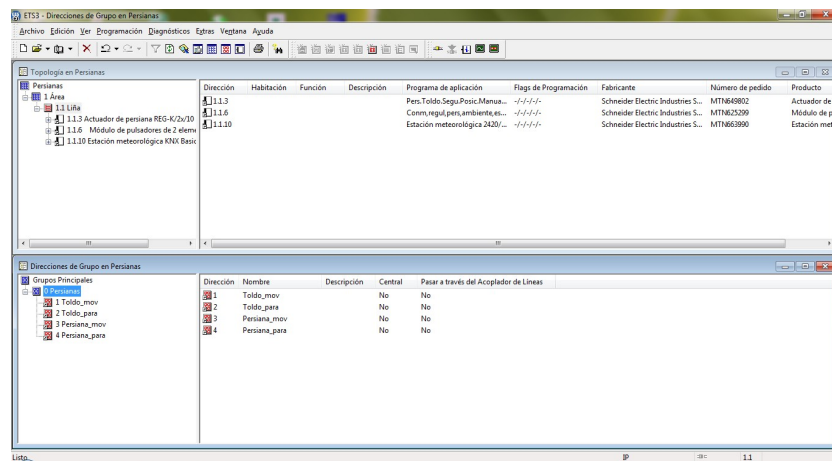 ETS3 - Direcciones de Grupo en Persianas
Archivo Edición Ver Programación Diagnósticos Extras Ventana Ayuda
Topología en Persianas
Persianas
1 Área
1.1 Liña
1.1.3 Actuador de persiana REG-K/2x/10
1.1.6 Módulo de pulsadores de 2 eleme
1.1.10 Estación meteorológica KNX Basic
Dirección Habitación Función Descripción Programa de aplicación Flags de Programación Fabricante Número de pedido Producto
1.1.3 Pers.Toldo.Segu.Posic.Manua... -/-/-/-/- Schneider Electric Industries S... MTN649802 Actuador de
1.1.6 Conm,regul,pers,ambiente,es... -/-/-/-/- Schneider Electric Industries S... MTN625299 Módulo de p
1.1.10 Estación meteorológica 2420/... -/-/-/-/- Schneider Electric Industries S... MTN663990 Estación met
Direcciones de Grupo en Persianas
Grupos Principales
0 Persianas
1 Toldo_mov
2 Toldo_para
3 Persiana_mov
4 Persiana_para
Dirección Nombre Descripción Central Pasar a través del Acoplador de Líneas
1 Toldo_mov No No
2 Toldo_para No No
3 Persiana_mov No No
4 Persiana_para No No
Listo... IP 1.1